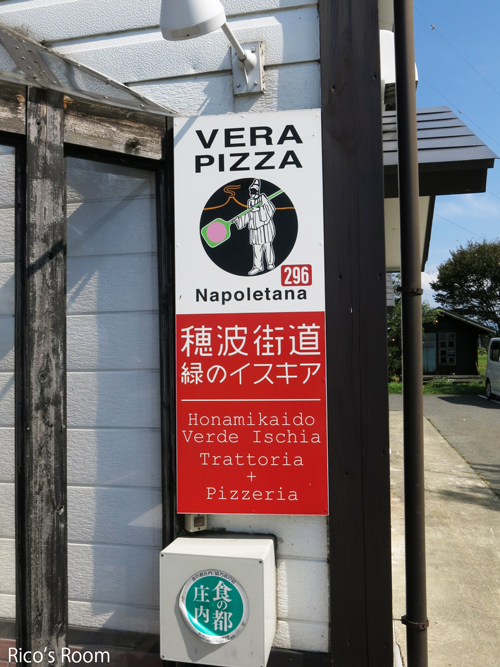 VERA
PIZZA
296
Napoletana
穂波街道
緑のイスキア
Honamikaido
Verde Ischia
Trattoria
+
Pizzeria
食の都
庄内
Rico's Room